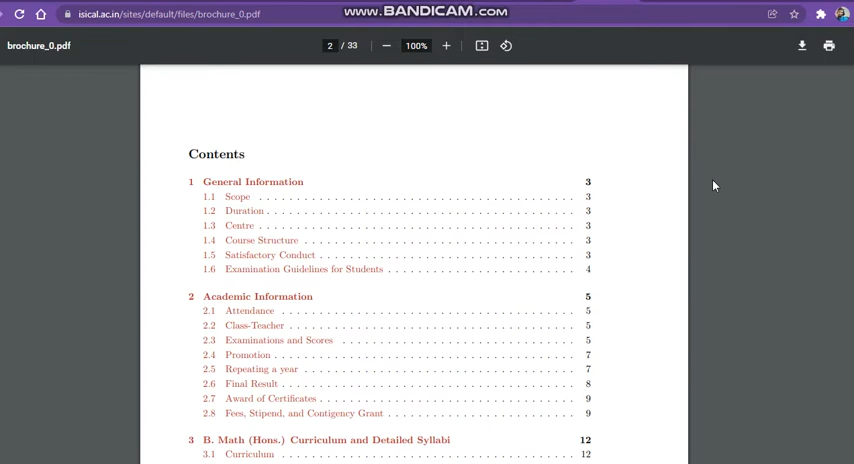 isical.ac.in/sites/default/files/brochure_0.pdf
www.BANDICAM.com
brochure_0.pdf
2 / 33
100%
Contents
1 General Information 3
1.1 Scope . . . . . . . . . . . . . . . . . . . . . . . . . . . . . . . . . . . . . . . . . . 3
1.2 Duration . . . . . . . . . . . . . . . . . . . . . . . . . . . . . . . . . . . . . . . . . 3
1.3 Centre . . . . . . . . . . . . . . . . . . . . . . . . . . . . . . . . . . . . . . . . . . 3
1.4 Course Structure . . . . . . . . . . . . . . . . . . . . . . . . . . . . . . . . . . . . 3
1.5 Satisfactory Conduct . . . . . . . . . . . . . . . . . . . . . . . . . . . . . . . . . . 3
1.6 Examination Guidelines for Students . . . . . . . . . . . . . . . . . . . . . . . . . 4
2 Academic Information 5
2.1 Attendance . . . . . . . . . . . . . . . . . . . . . . . . . . . . . . . . . . . . . . . 5
2.2 Class-Teacher . . . . . . . . . . . . . . . . . . . . . . . . . . . . . . . . . . . . . . 5
2.3 Examinations and Scores . . . . . . . . . . . . . . . . . . . . . . . . . . . . . . . 5
2.4 Promotion . . . . . . . . . . . . . . . . . . . . . . . . . . . . . . . . . . . . . . . . 7
2.5 Repeating a year . . . . . . . . . . . . . . . . . . . . . . . . . . . . . . . . . . . . 7
2.6 Final Result . . . . . . . . . . . . . . . . . . . . . . . . . . . . . . . . . . . . . . . 8
2.7 Award of Certificates . . . . . . . . . . . . . . . . . . . . . . . . . . . . . . . . . . 9
2.8 Fees, Stipend, and Contigency Grant . . . . . . . . . . . . . . . . . . . . . . . . . 9
3 B. Math (Hons.) Curriculum and Detailed Syllabi 12
3.1 Curriculum . . . . . . . . . . . . . . . . . . . . . . . . . . . . . . . . . . . . . . . 12